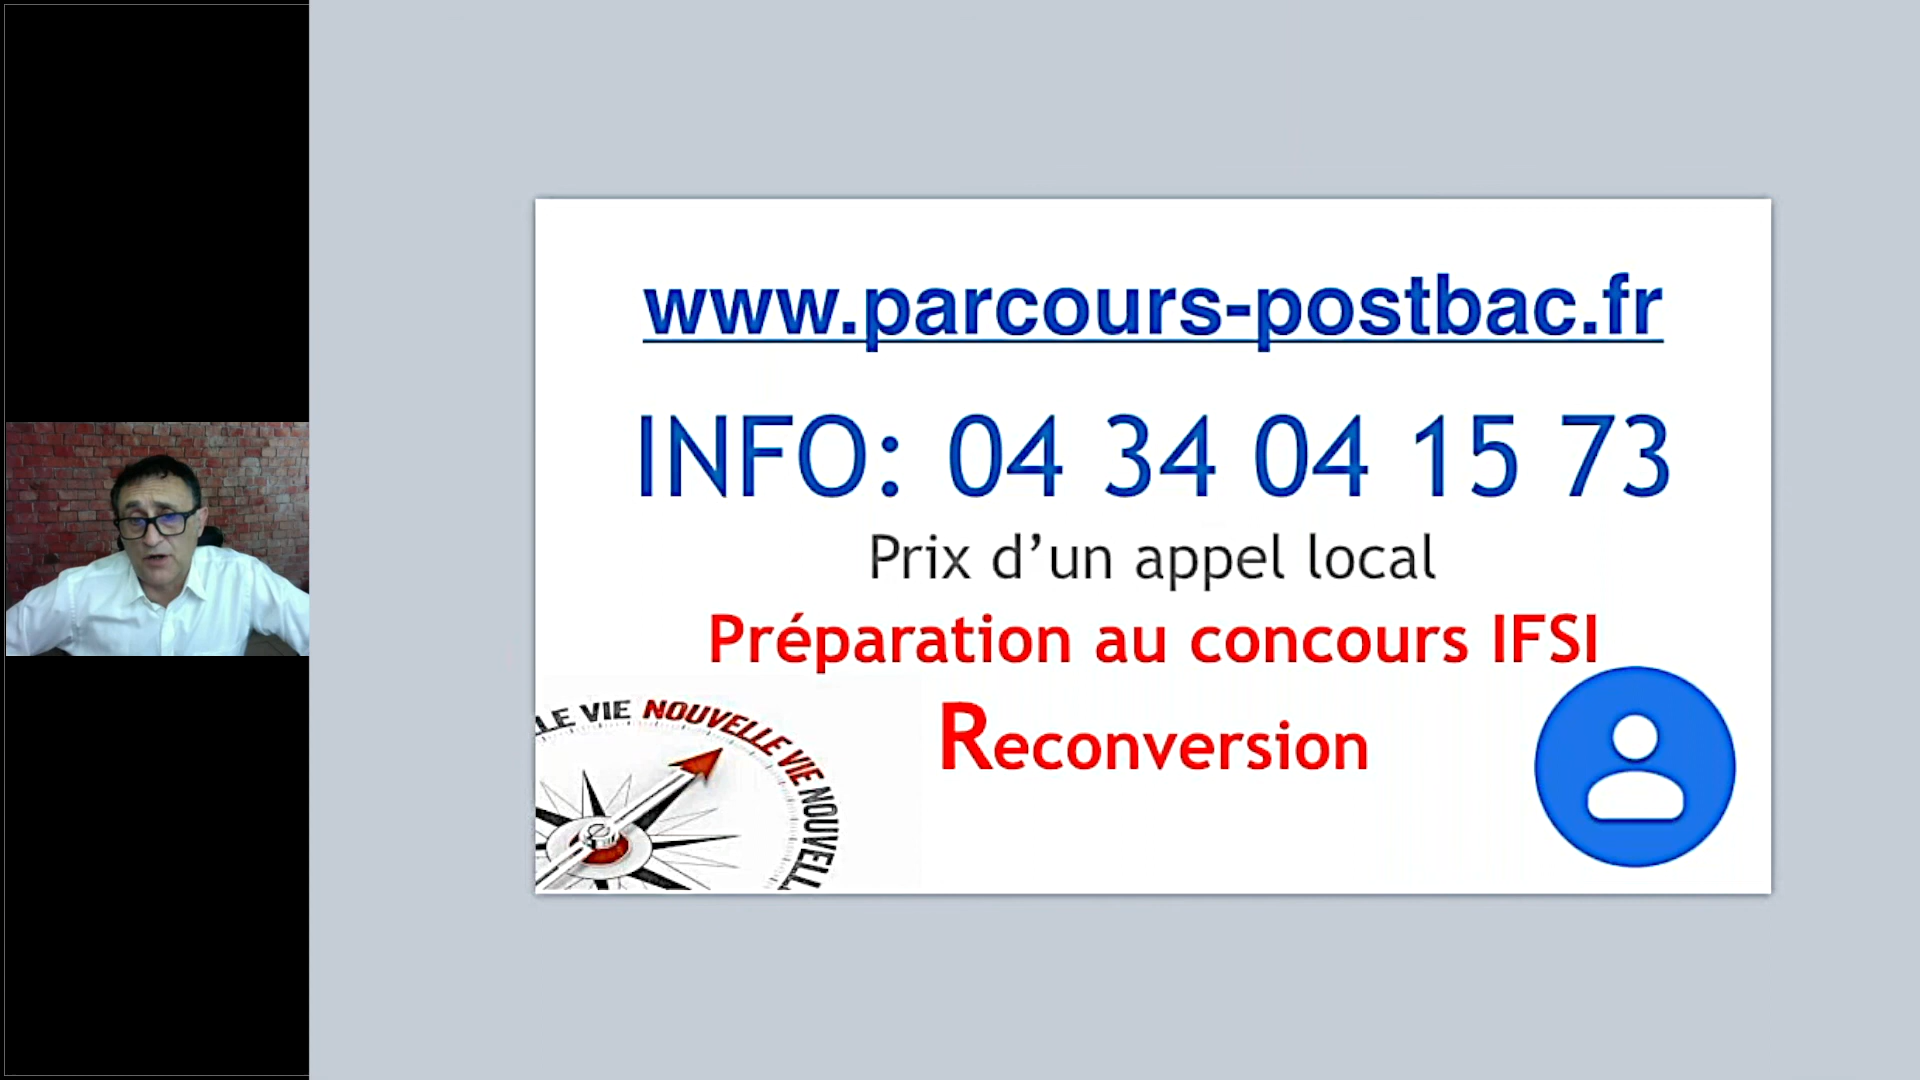 www.parcours-postbac.fr
INFO: 04 34 04 15 73
Prix d’un appel local
Préparation au concours IFSI
Reconversion
LE VIE NOUVELLE VIE NOUVELL